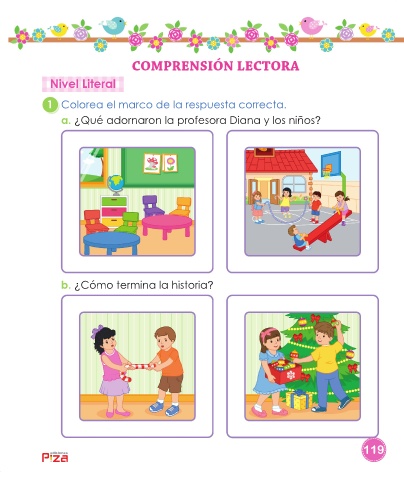 COMPRENSIÓN LECTORA
Nivel Literal
1 Colorea el marco de la respuesta correcta.
a. ¿Qué adornaron la profesora Diana y los niños?
b. ¿Cómo termina la historia?
P'za
119